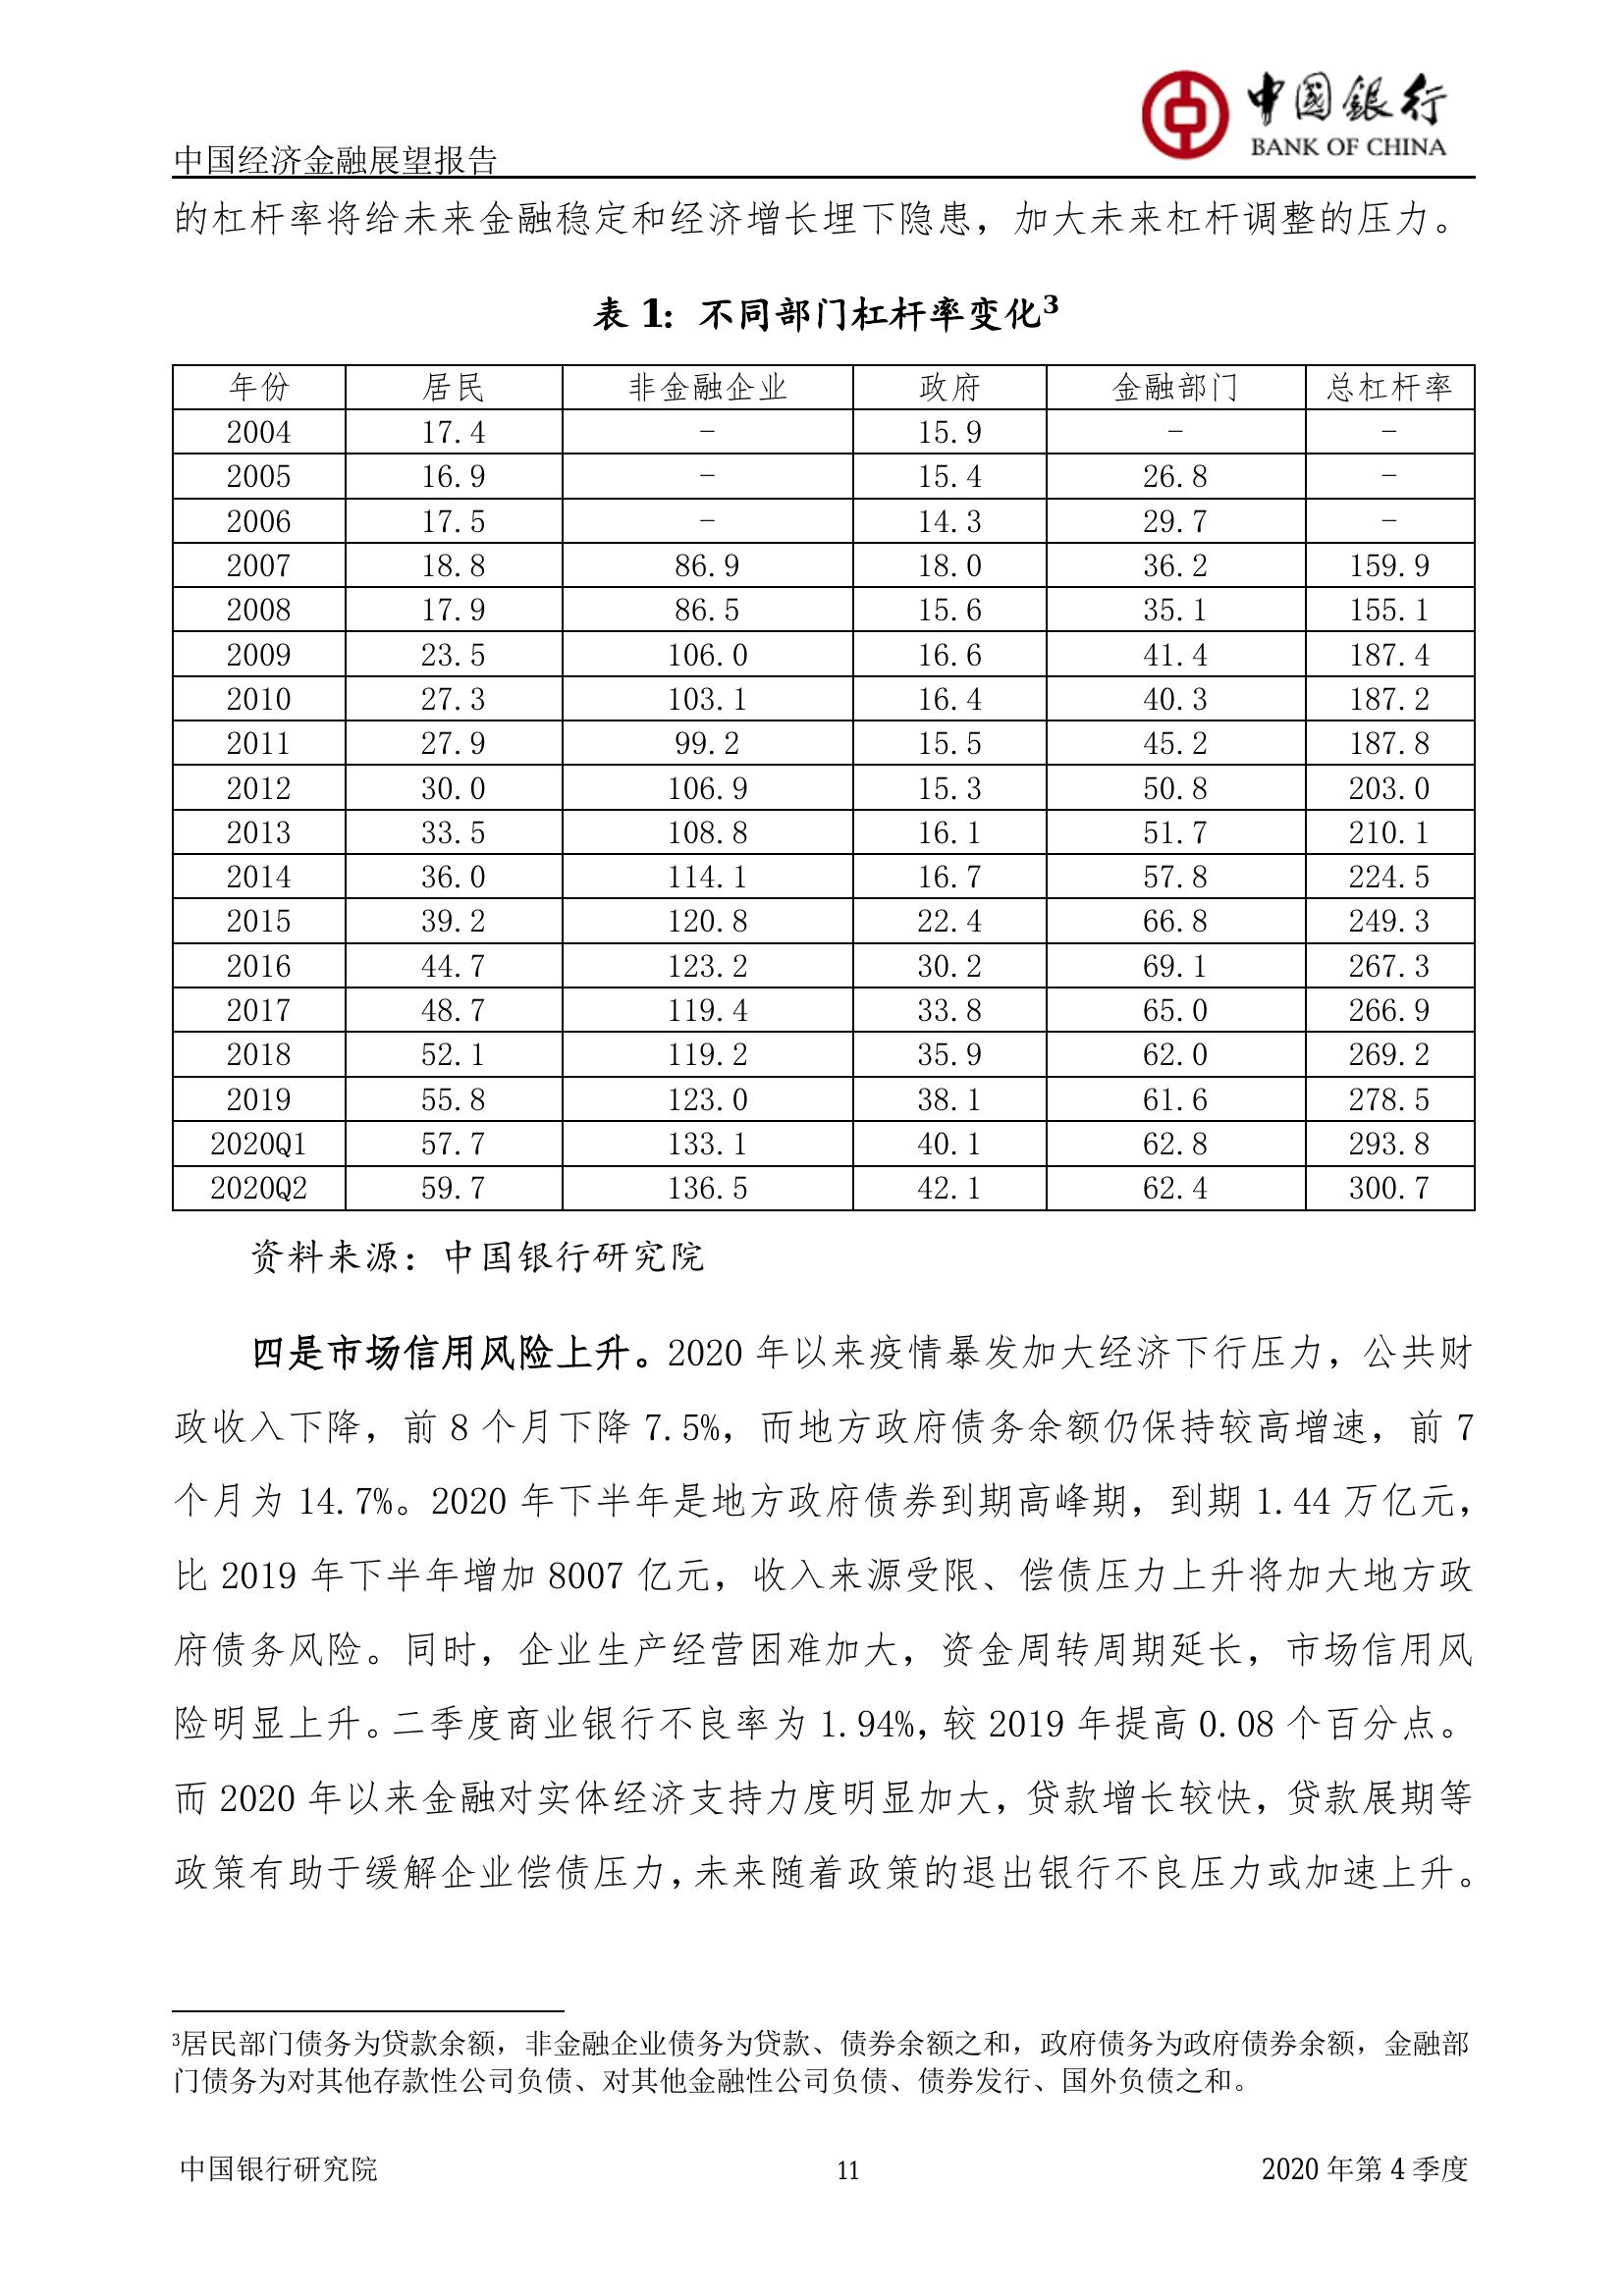 中國銀行
BANK OF CHINA
中国经济金融展望报告
的杠杆率将给未来金融稳定和经济增长埋下隐患，加大未来杠杆调整的压力。
表 1：不同部门杠杆率变化3
年份 居民 非金融企业 政府 金融部门 总杠杆率
2004 17.4 - 15.9 - -
2005 16.9 - 15.4 26.8 -
2006 17.5 - 14.3 29.7 -
2007 18.8 86.9 18.0 36.2 159.9
2008 17.9 86.5 15.6 35.1 155.1
2009 23.5 106.0 16.6 41.4 187.4
2010 27.3 103.1 16.4 40.3 187.2
2011 27.9 99.2 15.5 45.2 187.8
2012 30.0 106.9 15.3 50.8 203.0
2013 33.5 108.8 16.1 51.7 210.1
2014 36.0 114.1 16.7 57.8 224.5
2015 39.2 120.8 22.4 66.8 249.3
2016 44.7 123.2 30.2 69.1 267.3
2017 48.7 119.4 33.8 65.0 266.9
2018 52.1 119.2 35.9 62.0 269.2
2019 55.8 123.0 38.1 61.6 278.5
2020Q1 57.7 133.1 40.1 62.8 293.8
2020Q2 59.7 136.5 42.1 62.4 300.7
资料来源：中国银行研究院
四是市场信用风险上升。2020 年以来疫情暴发加大经济下行压力，公共财
政收入下降，前 8 个月下降 7.5%，而地方政府债务余额仍保持较高增速，前 7
个月为 14.7%。2020 年下半年是地方政府债券到期高峰期，到期 1.44 万亿元，
比 2019 年下半年增加 8007 亿元，收入来源受限、偿债压力上升将加大地方政
府债务风险。同时，企业生产经营困难加大，资金周转周期延长，市场信用风
险明显上升。二季度商业银行不良率为 1.94%，较 2019 年提高 0.08 个百分点。
而 2020 年以来金融对实体经济支持力度明显加大，贷款增长较快，贷款展期等
政策有助于缓解企业偿债压力，未来随着政策的退出银行不良压力或加速上升。
3居民部门债务为贷款余额，非金融企业债务为贷款、债券余额之和，政府债务为政府债券余额，金融部
门债务为对其他存款性公司负债、对其他金融性公司负债、债券发行、国外负债之和。
中国银行研究院 11 2020 年第 4 季度